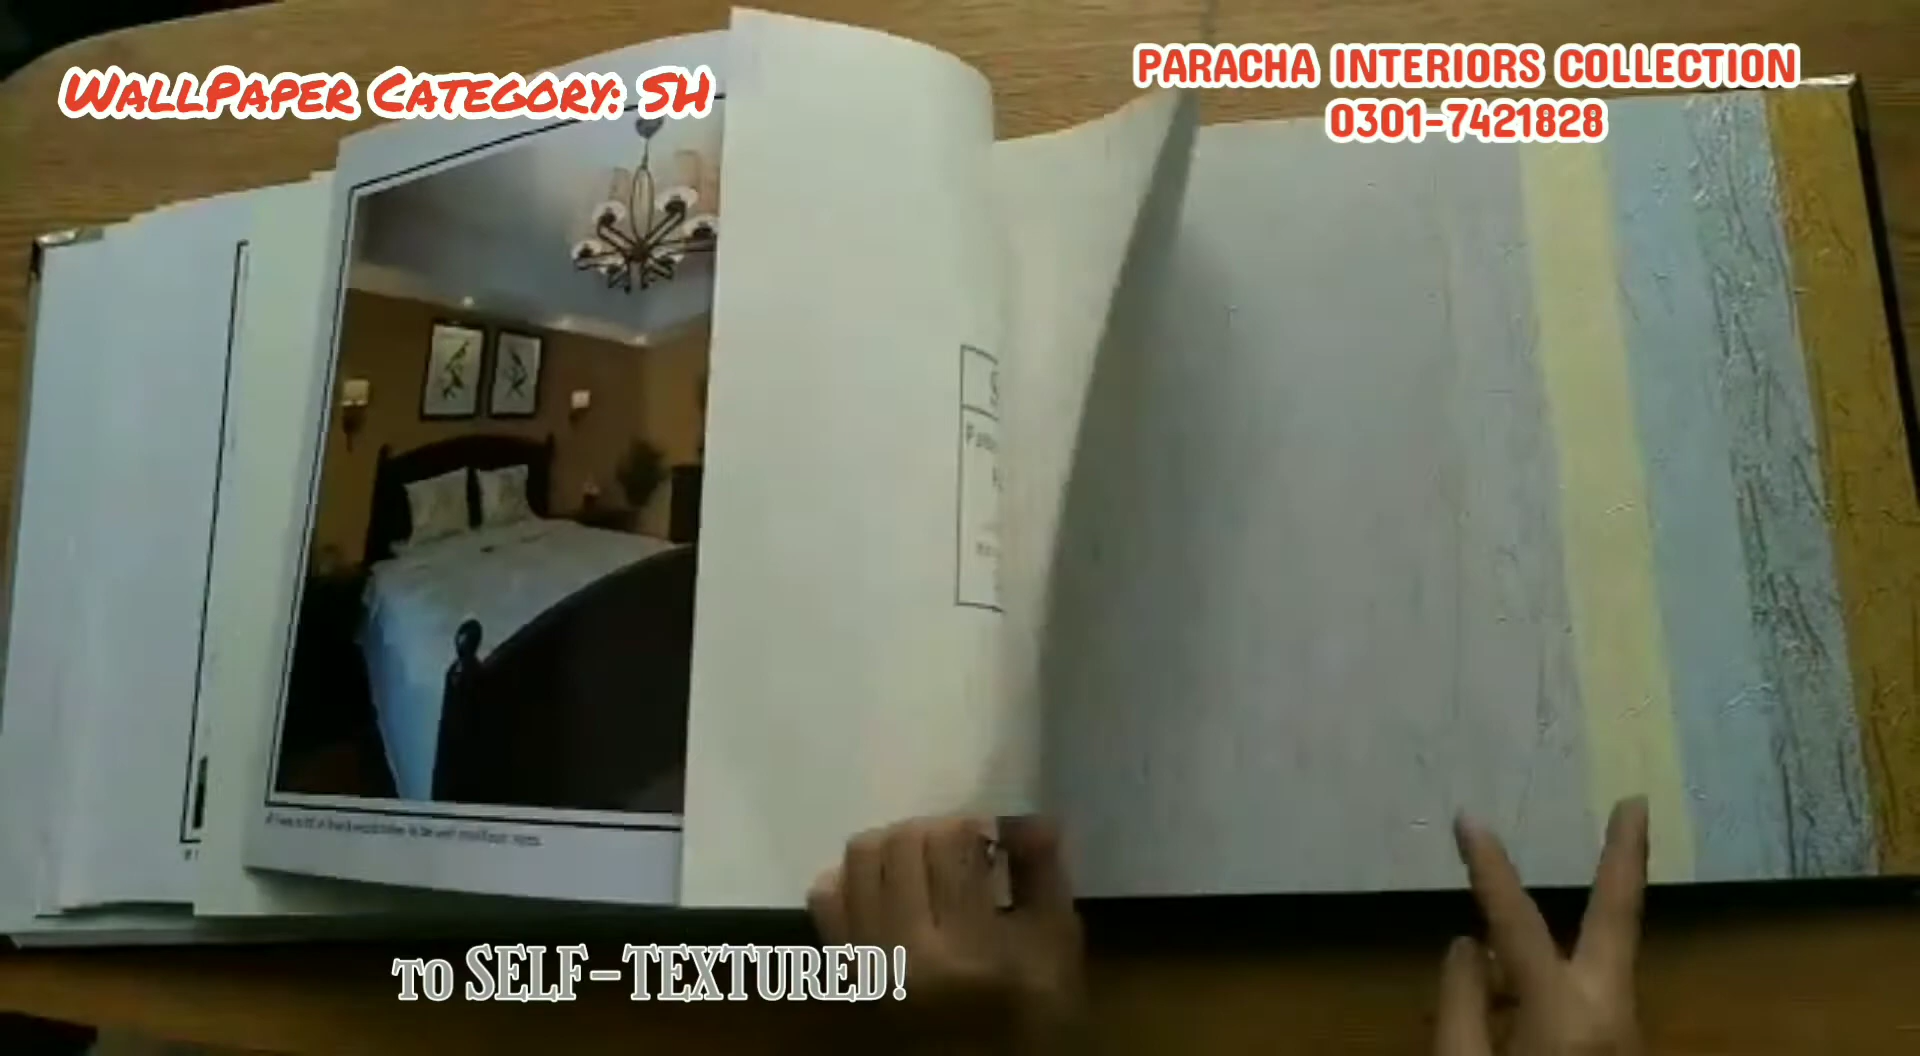 WALLPAPER CATEGORY: SH
PARACHA INTERIORS COLLECTION
0301-7421828
TO SELF-TEXTURED!